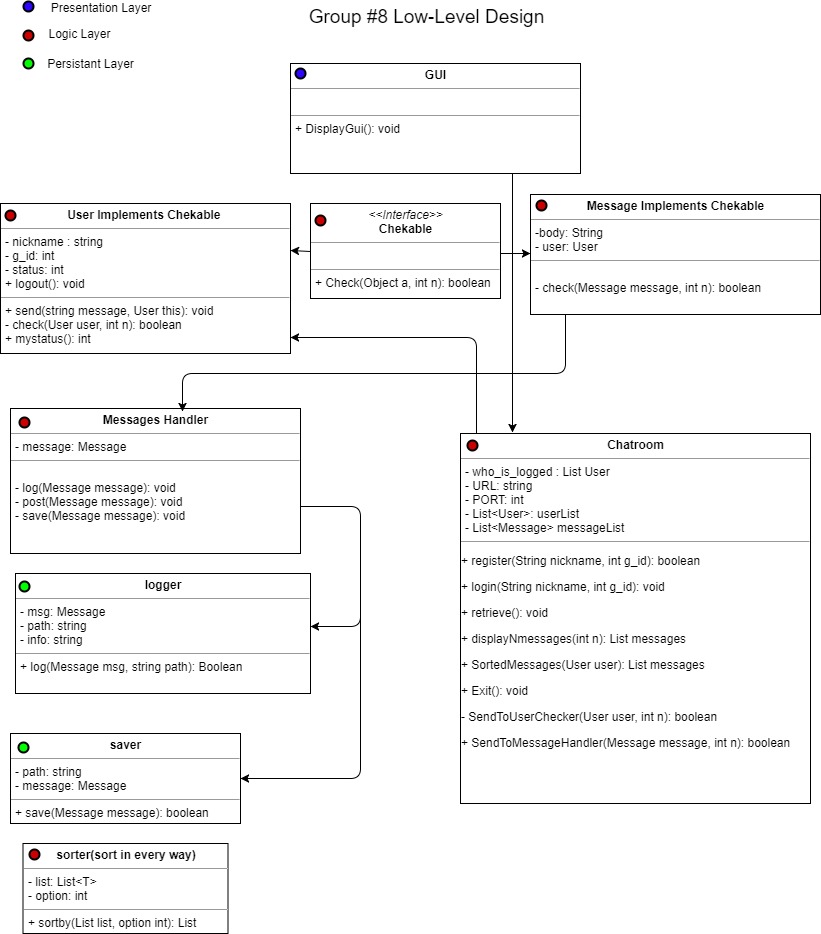 Group #8 Low-Level Design
Presentation Layer
Logic Layer
Persistant Layer
GUI
+ DisplayGui(): void
User Implements Chekable
- nickname : string
- g_id: int
- status: int
+ logout(): void
+ send(string message, User this): void
- check(User user, int n): boolean
+ mystatus(): int
<<Interface>>
Chekable
+ Check(Object a, int n): boolean
Message Implements Chekable
-body: String
- user: User
- check(Message message, int n): boolean
Messages Handler
- message: Message
- log(Message message): void
- post(Message message): void
- save(Message message): void
logger
- msg: Message
- path: string
- info: string
+ log(Message msg, string path): Boolean
saver
- path: string
- message: Message
+ save(Message message): boolean
sorter(sort in every way)
- list: List<T>
- option: int
+ sortby(List list, option int): List
Chatroom
- who_is_logged : List User
- URL: string
- PORT: int
- List<User>: userList
- List<Message> messageList
+ register(String nickname, int g_id): boolean
+ login(String nickname, int g_id): void
+ retrieve(): void
+ displayNmessages(int n): List messages
+ SortedMessages(User user): List messages
+ Exit(): void
- SendToUserChecker(User user, int n): boolean
+ SendToMessageHandler(Message message, int n): boolean